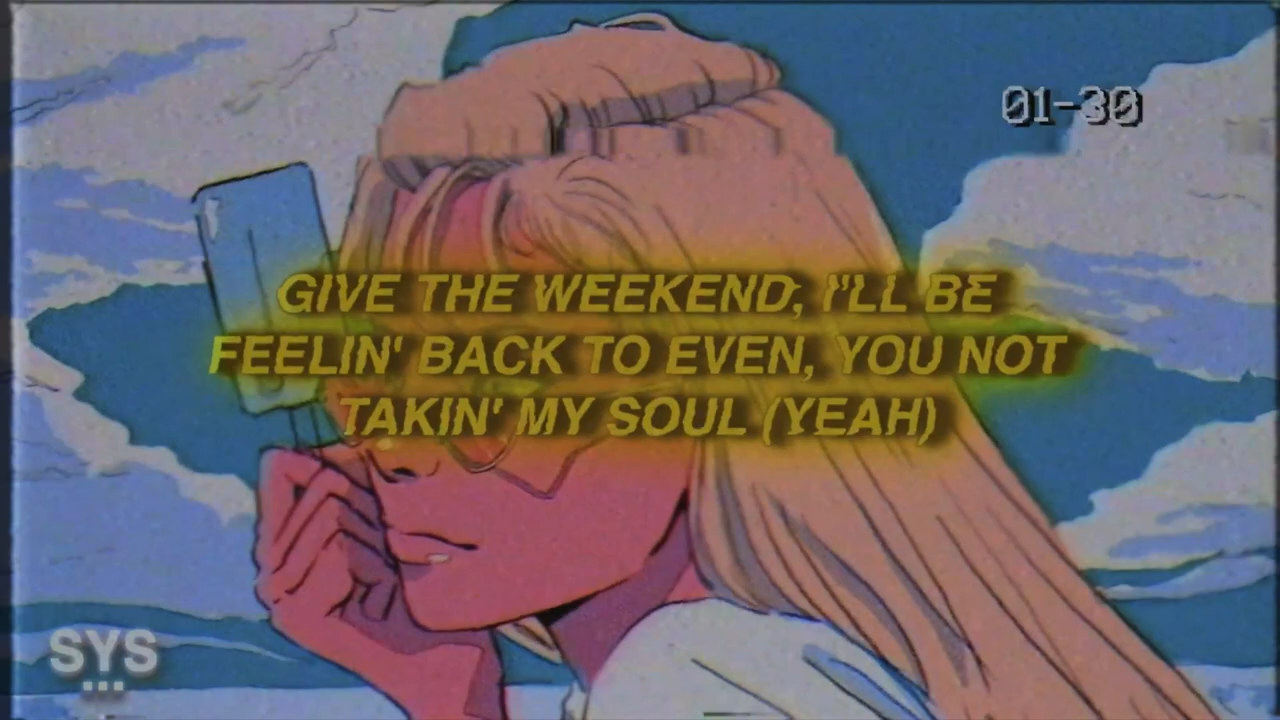 01-30
GIVE THE WEEKEND, I'LL BE
FEELIN' BACK TO EVEN, YOU NOT
TAKIN' MY SOUL (YEAH)
SYS